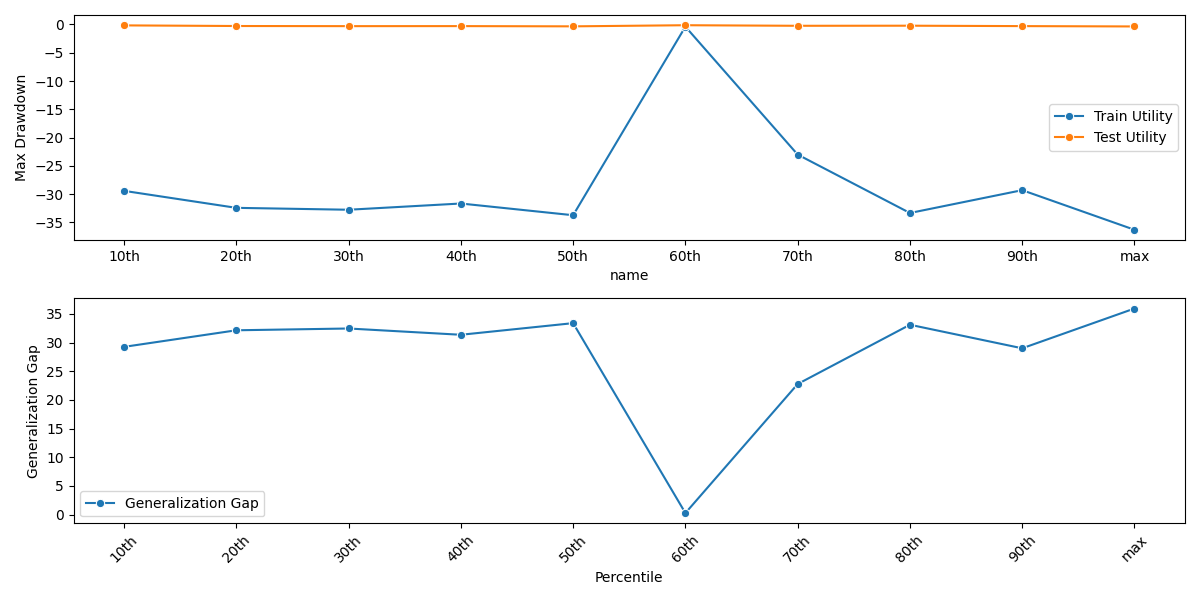 0
−5
−10
−15
−20
−25
−30
−35
Max Drawdown
Train Utility
Test Utility
10th 20th 30th 40th 50th 60th 70th 80th 90th max
name
35
30
25
20
15
10
5
0
Generalization Gap
Generalization Gap
10th 20th 30th 40th 50th 60th 70th 80th 90th max
Percentile